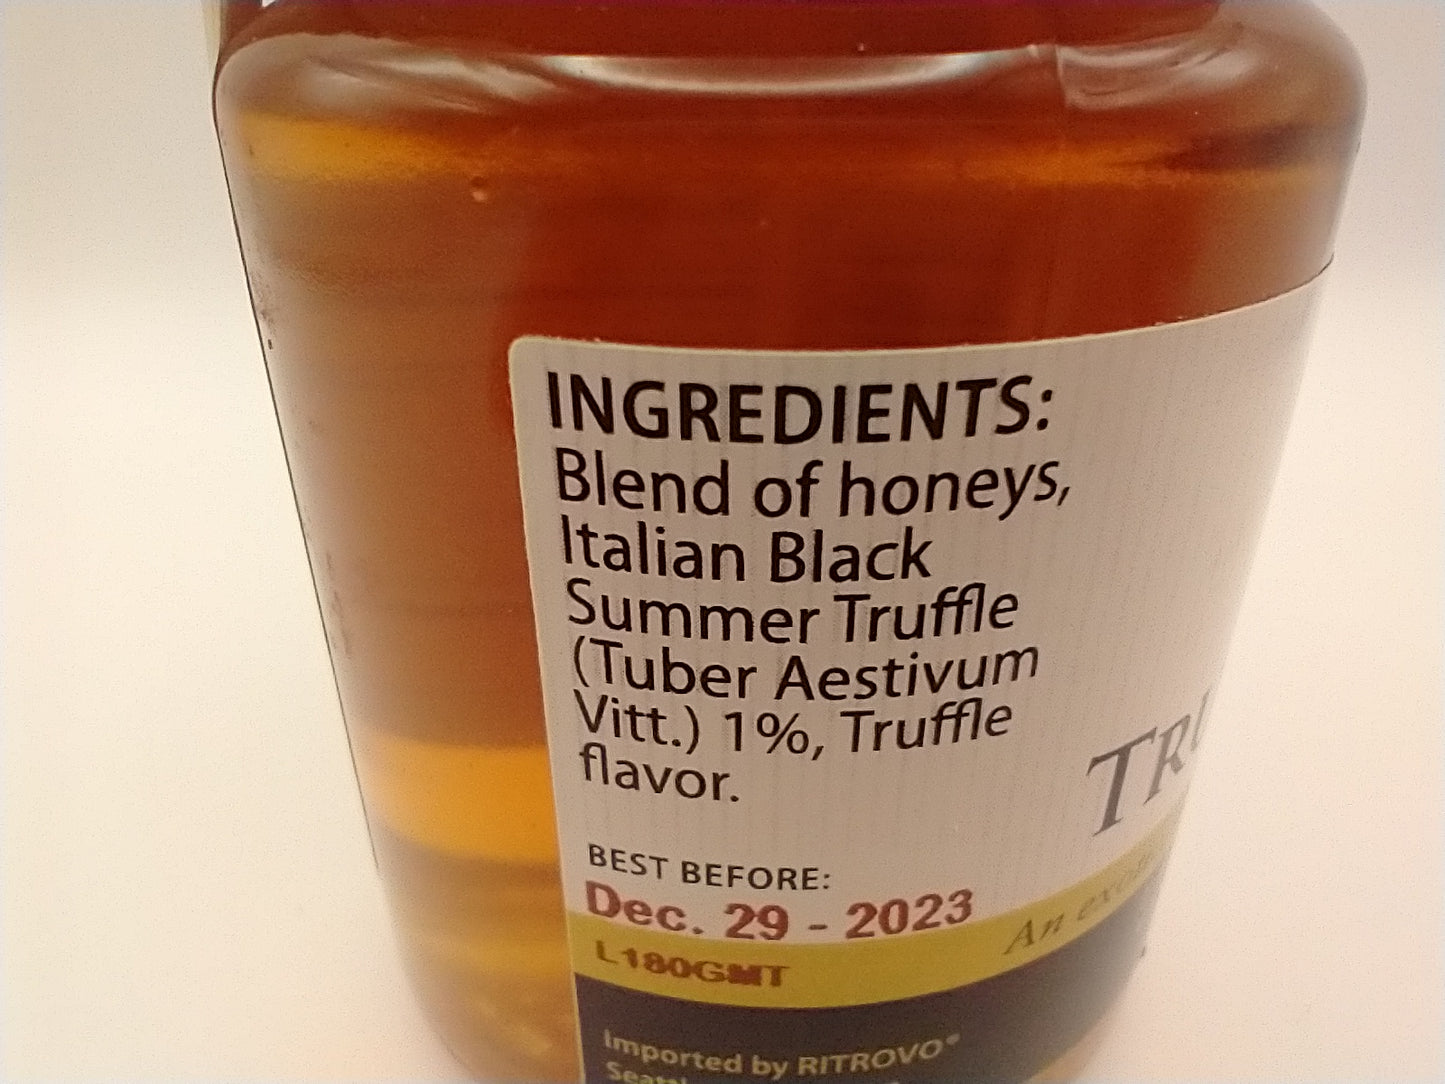 INGREDIENTS:
Blend of honeys,
Italian Black
Summer Truffle
(Tuber Aestivum
Vitt.) 1%, Truffle
flavor.
BEST BEFORE:
Dec. 29 - 2023
L180GMT
An
Imported by RITROVO®